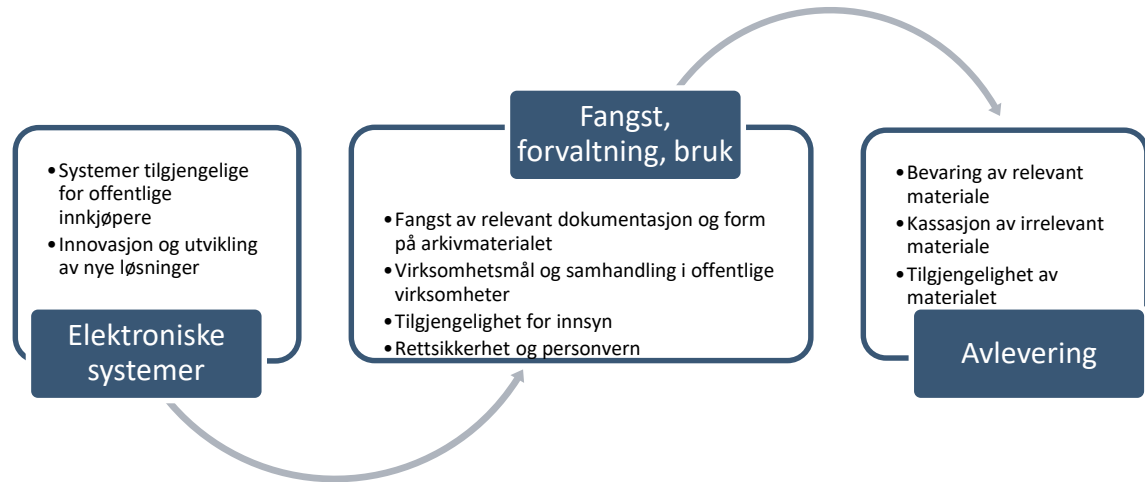 •Systemer tilgjengelige
for offentlige
innkjøpere
•Innovasjon og utvikling
av nye løsninger
Elektroniske
systemer
Fangst,
forvaltning, bruk
•Fangst av relevant dokumentasjon og form
på arkivmaterialet
•Virksomhetsmål og samhandling i offentlige
virksomheter
•Tilgjengelighet for innsyn
•Rettsikkerhet og personvern
•Bevaring av relevant
materiale
•Kassasjon av irrelevant
materiale
•Tilgjengelighet av
materialet
Avlevering